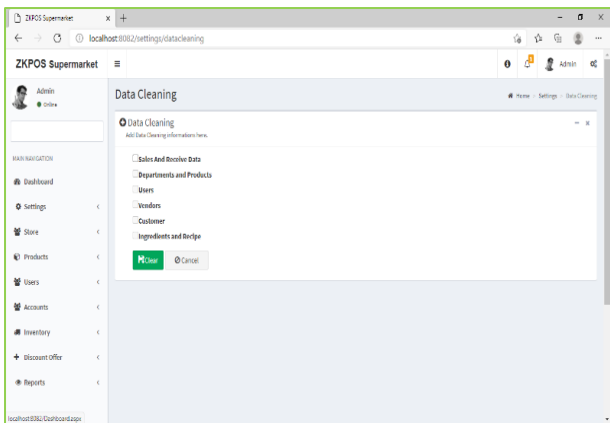 ZKPOS Supermarket
localhost:8082/settings/datacleaning
ZKPOS Supermarket
Admin
Admin
Online
Data Cleaning
Home
Settings
Data Cleaning
Data Cleaning
Add Data Cleaning informations here.
MAIN NAVIGATION
Sales And Receive Data
Departments and Products
Users
Vendors
Customer
Ingredients and Recipe
Clear
Cancel
Dashboard
Settings
Store
Products
Users
Accounts
Inventory
Discount Offer
Reports
localhost:8082/Dashboard.aspx